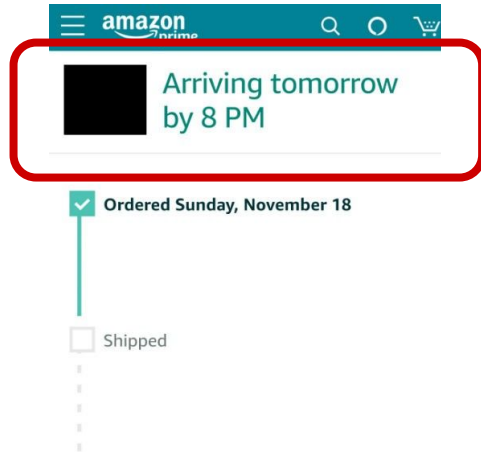 amazon
prime
Arriving tomorrow
by 8 PM
Ordered Sunday, November 18
Shipped